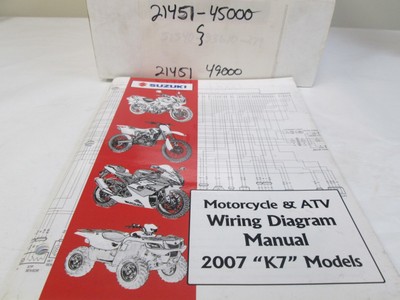 21451-45000
&
21451 49000
SUZUKI
Motorcycle & ATV
Wiring Diagram
Manual
2007 "K7" Models